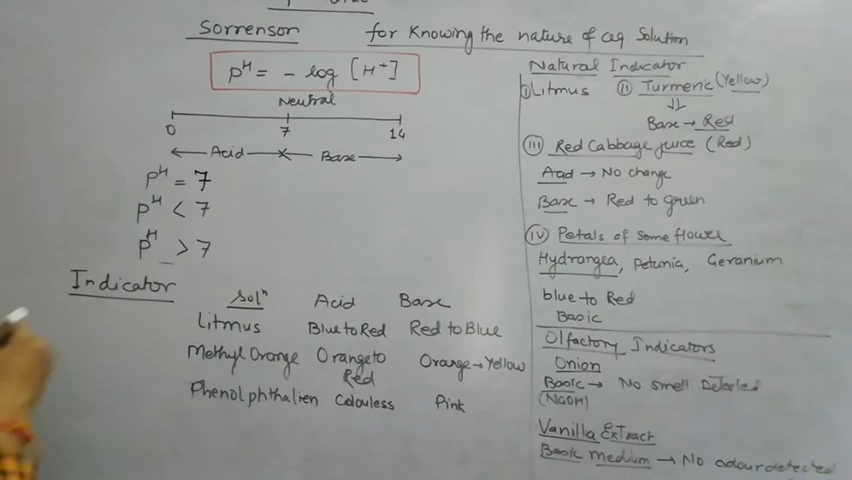 Sorrenson for Knowing the nature of aq Solution
pH = - log [H+]
Neutral
0 7 14
Acid Base
pH = 7
pH < 7
pH > 7
Indicator
Solⁿ Acid Base
Litmus Blue to Red Red to Blue
Methyl Orange Orange to Red Orange → Yellow
Phenolphthalien Colouless Pink
Natural Indicator
(i) Litmus (ii) Turmeric (Yellow)
⇓
Base → Red
(iii) Red Cabbage juice (Red)
Acid → No change
Base → Red to green
(iv) Petals of some flower
Hydrangea, Petunia, Geranium
blue to Red
Basic
Olfactory Indicators
Onion
Basic → No smell Detected
(NaOH)
Vanilla ExTract
Basic medium → No odour detected